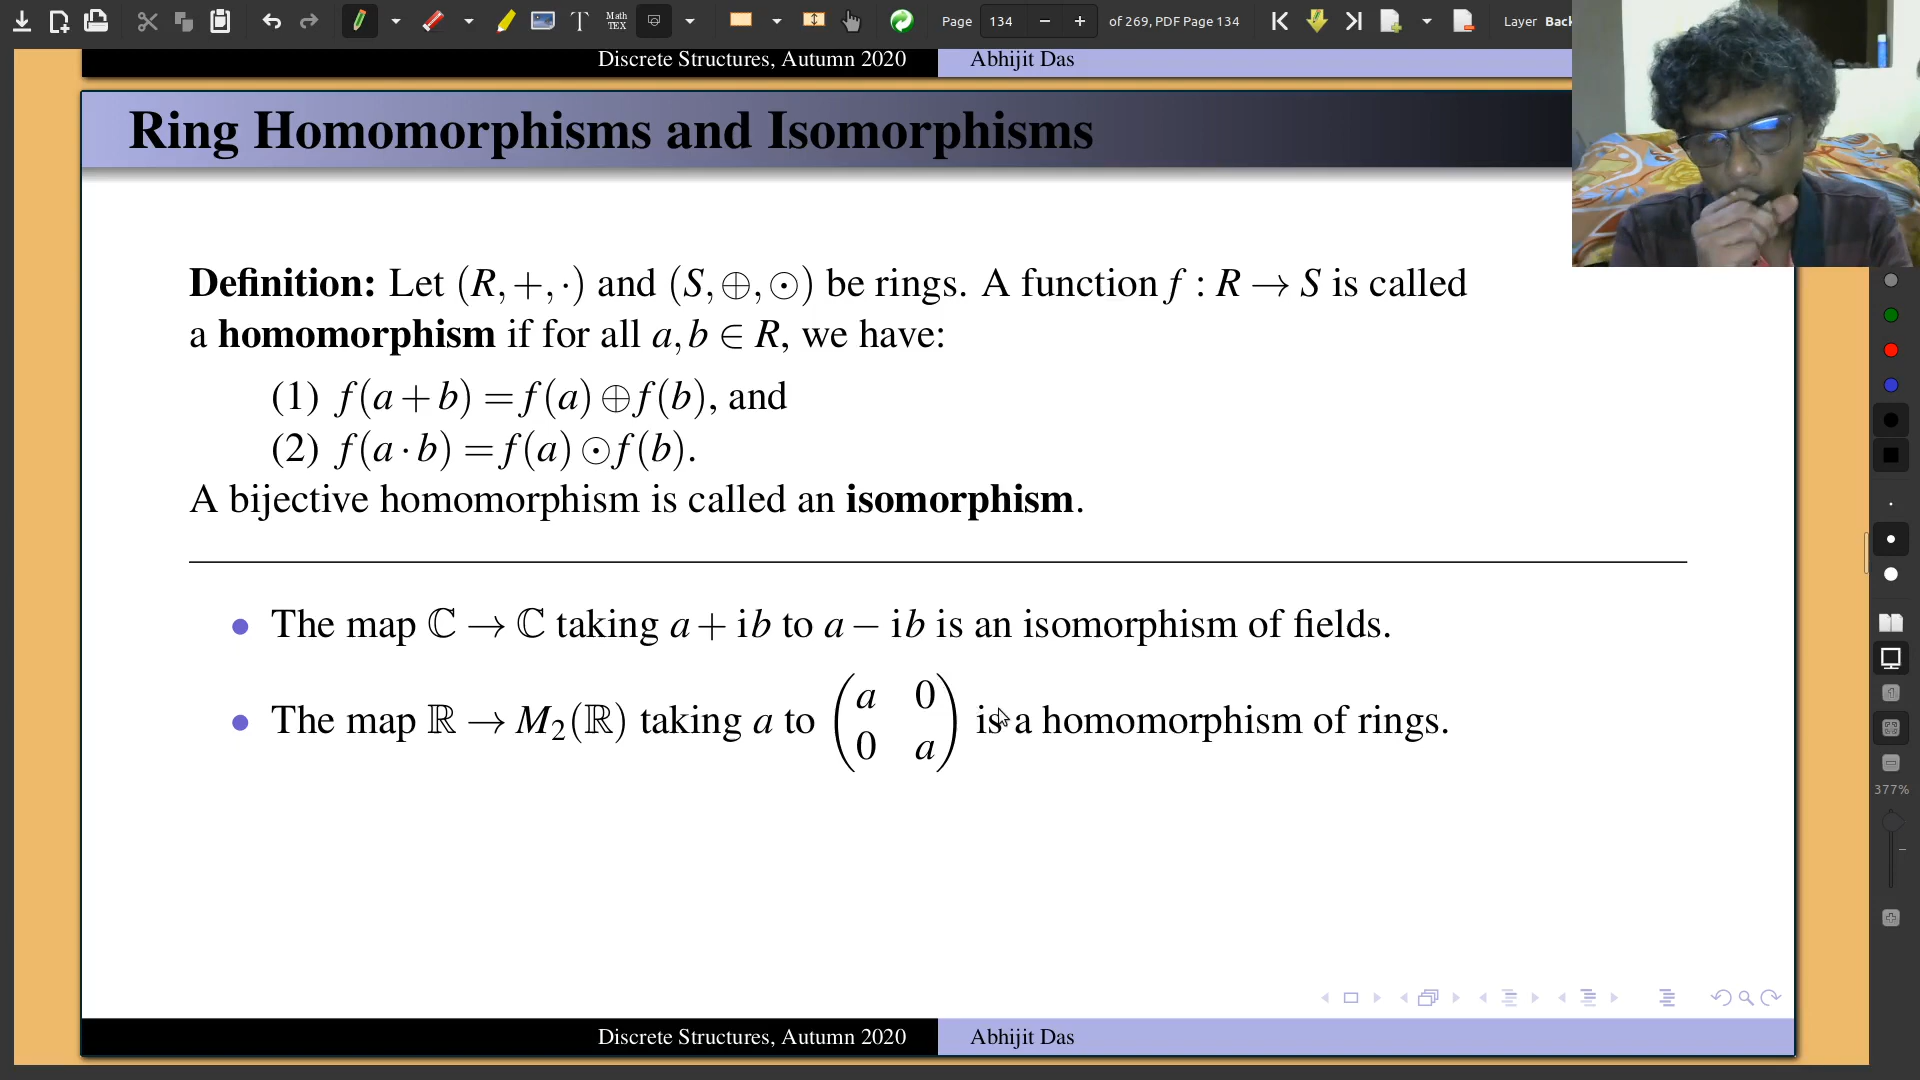 Math
TEX
T
Page 134 of 269, PDF Page 134
Layer Back
Discrete Structures, Autumn 2020 Abhijit Das
Ring Homomorphisms and Isomorphisms
Definition: Let (R, +, ·) and (S, ⊕, ⊙) be rings. A function f : R → S is called
a homomorphism if for all a, b ∈ R, we have:
(1) f(a + b) = f(a) ⊕ f(b), and
(2) f(a · b) = f(a) ⊙ f(b).
A bijective homomorphism is called an isomorphism.
• The map ℂ → ℂ taking a + ib to a − ib is an isomorphism of fields.
• The map ℝ → M₂(ℝ) taking a to (a 0
0 a) is a homomorphism of rings.
377%
Discrete Structures, Autumn 2020 Abhijit Das